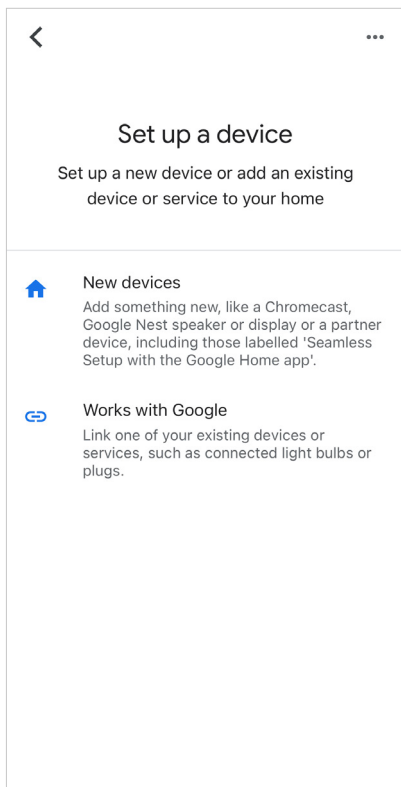 Set up a device
Set up a new device or add an existing
device or service to your home
New devices
Add something new, like a Chromecast,
Google Nest speaker or display or a partner
device, including those labelled 'Seamless
Setup with the Google Home app'.
Works with Google
Link one of your existing devices or
services, such as connected light bulbs or
plugs.